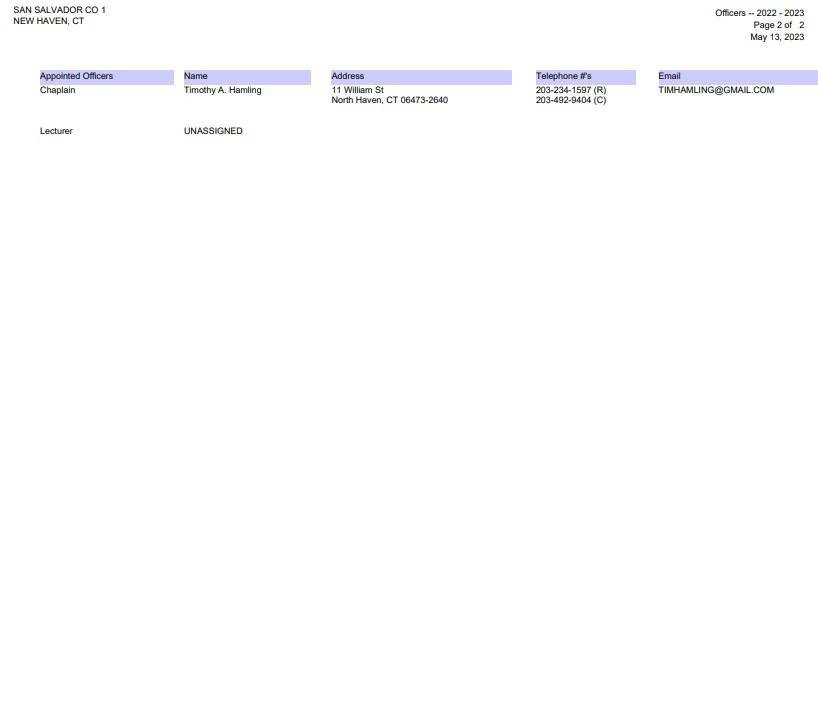 SAN SALVADOR CO 1
NEW HAVEN, CT
Officers -- 2022 - 2023
Page 2 of 2
May 13, 2023
Appointed Officers Name Address Telephone #'s Email
Chaplain Timothy A. Hamling 11 William St 203-234-1597 (R) TIMHAMLING@GMAIL.COM
North Haven, CT 06473-2640 203-492-9404 (C)
Lecturer UNASSIGNED